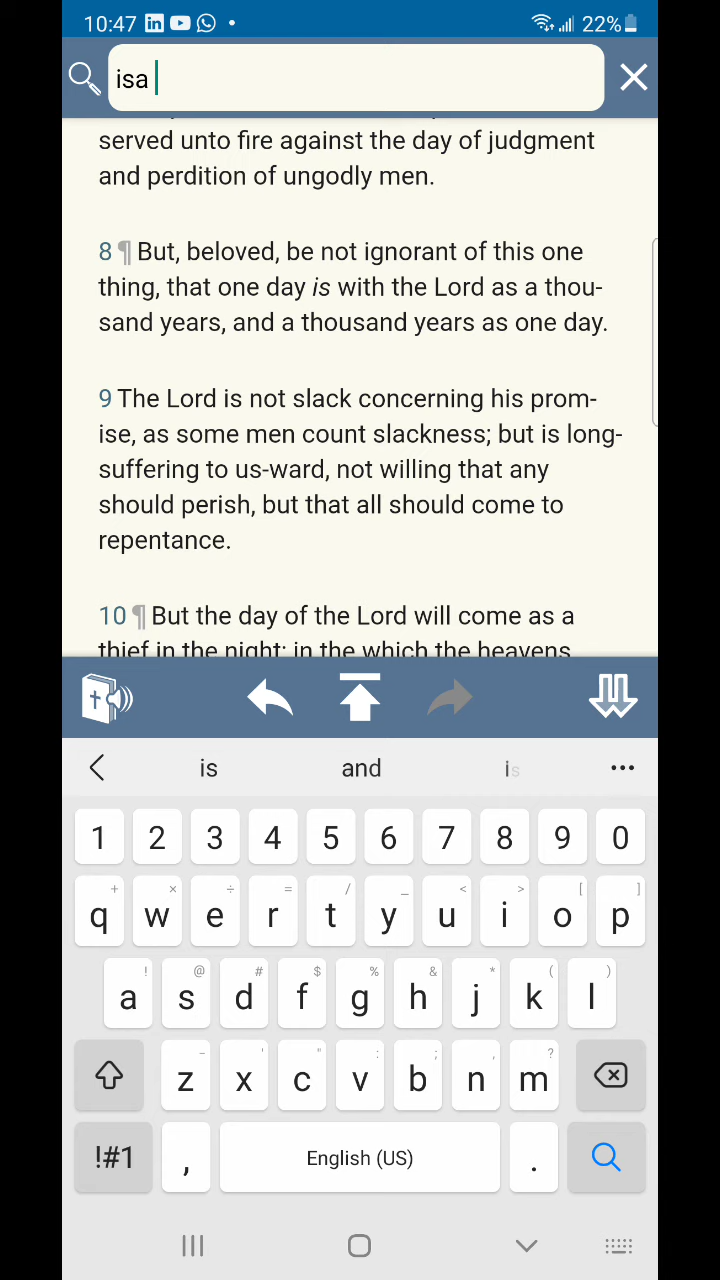 10:47 22%
isa
served unto fire against the day of judgment
and perdition of ungodly men.
8 ¶ But, beloved, be not ignorant of this one
thing, that one day is with the Lord as a thou-
sand years, and a thousand years as one day.
9 The Lord is not slack concerning his prom-
ise, as some men count slackness; but is long-
suffering to us-ward, not willing that any
should perish, but that all should come to
repentance.
10 ¶ But the day of the Lord will come as a
thief in the night; in the which the heavens
is and is
1 2 3 4 5 6 7 8 9 0
+ × ÷ = / _ < > [ ]
q w e r t y u i o p
! @ # $ % & * ( )
a s d f g h j k l
- ' " : ; , ?
z x c v b n m
!#1 , English (US) .